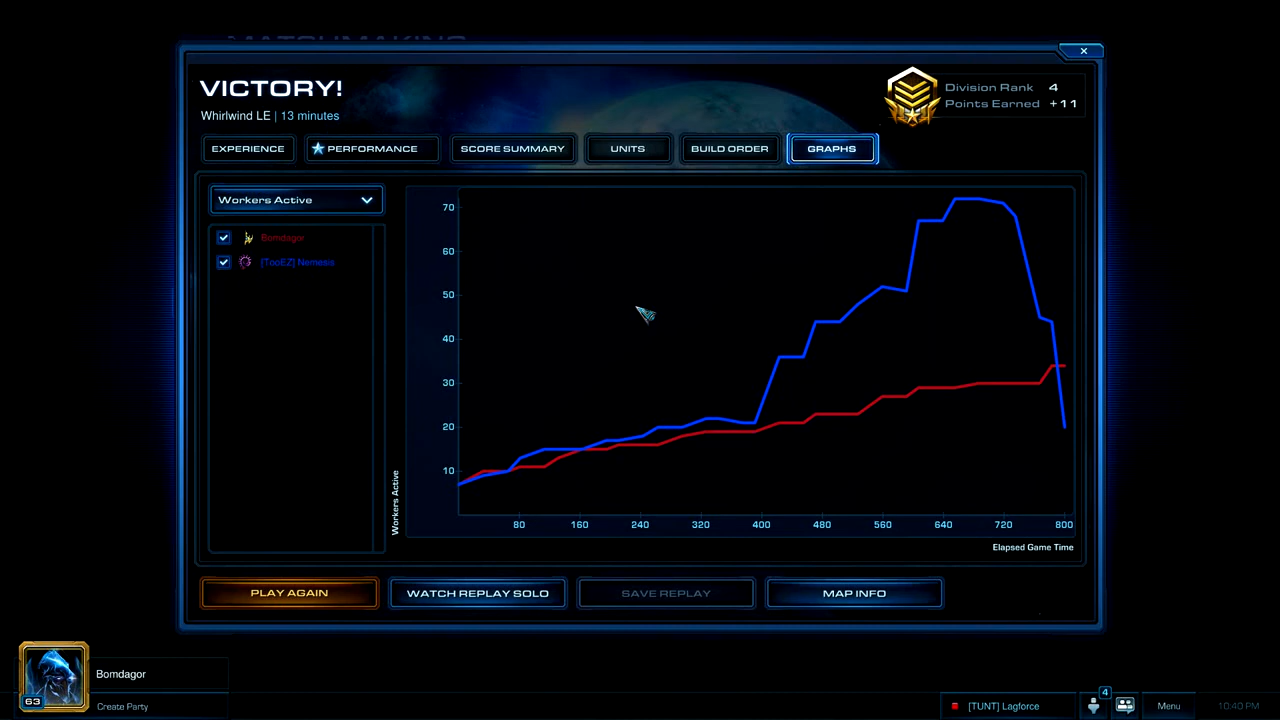 VICTORY!
Whirlwind LE | 13 minutes
Division Rank 4
Points Earned +11
EXPERIENCE
PERFORMANCE
SCORE SUMMARY
UNITS
BUILD ORDER
GRAPHS
Workers Active
Bomdagor
[TooEZ] Nemesis
70
60
50
40
30
20
10
Workers Active
80 160 240 320 400 480 560 640 720 800
Elapsed Game Time
PLAY AGAIN
WATCH REPLAY SOLO
SAVE REPLAY
MAP INFO
63
Bomdagor
Create Party
[TUNT] Lagforce
4
Menu
10:40 PM